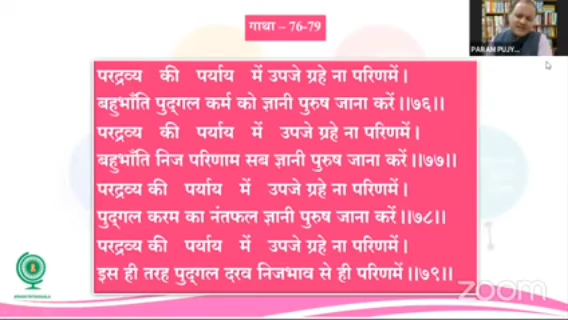 गाथा – 76-79
PARAM PUJY...
परद्रव्य की पर्याय में उपजे ग्रहे ना परिणमें।
बहुभाँति पुद्गल कर्म को ज्ञानी पुरुष जाना करें।।७६।।
परद्रव्य की पर्याय में उपजे ग्रहे ना परिणमें।
बहुभाँति निज परिणाम सब ज्ञानी पुरुष जाना करें।।७७।।
परद्रव्य की पर्याय में उपजे ग्रहे ना परिणमें।
पुद्गल करम का नंतफल ज्ञानी पुरुष जाना करें।।७८।।
परद्रव्य की पर्याय में उपजे ग्रहे ना परिणमें।
इस ही तरह पुद्गल दरव निजभाव से ही परिणमें।।७९।।
zoom